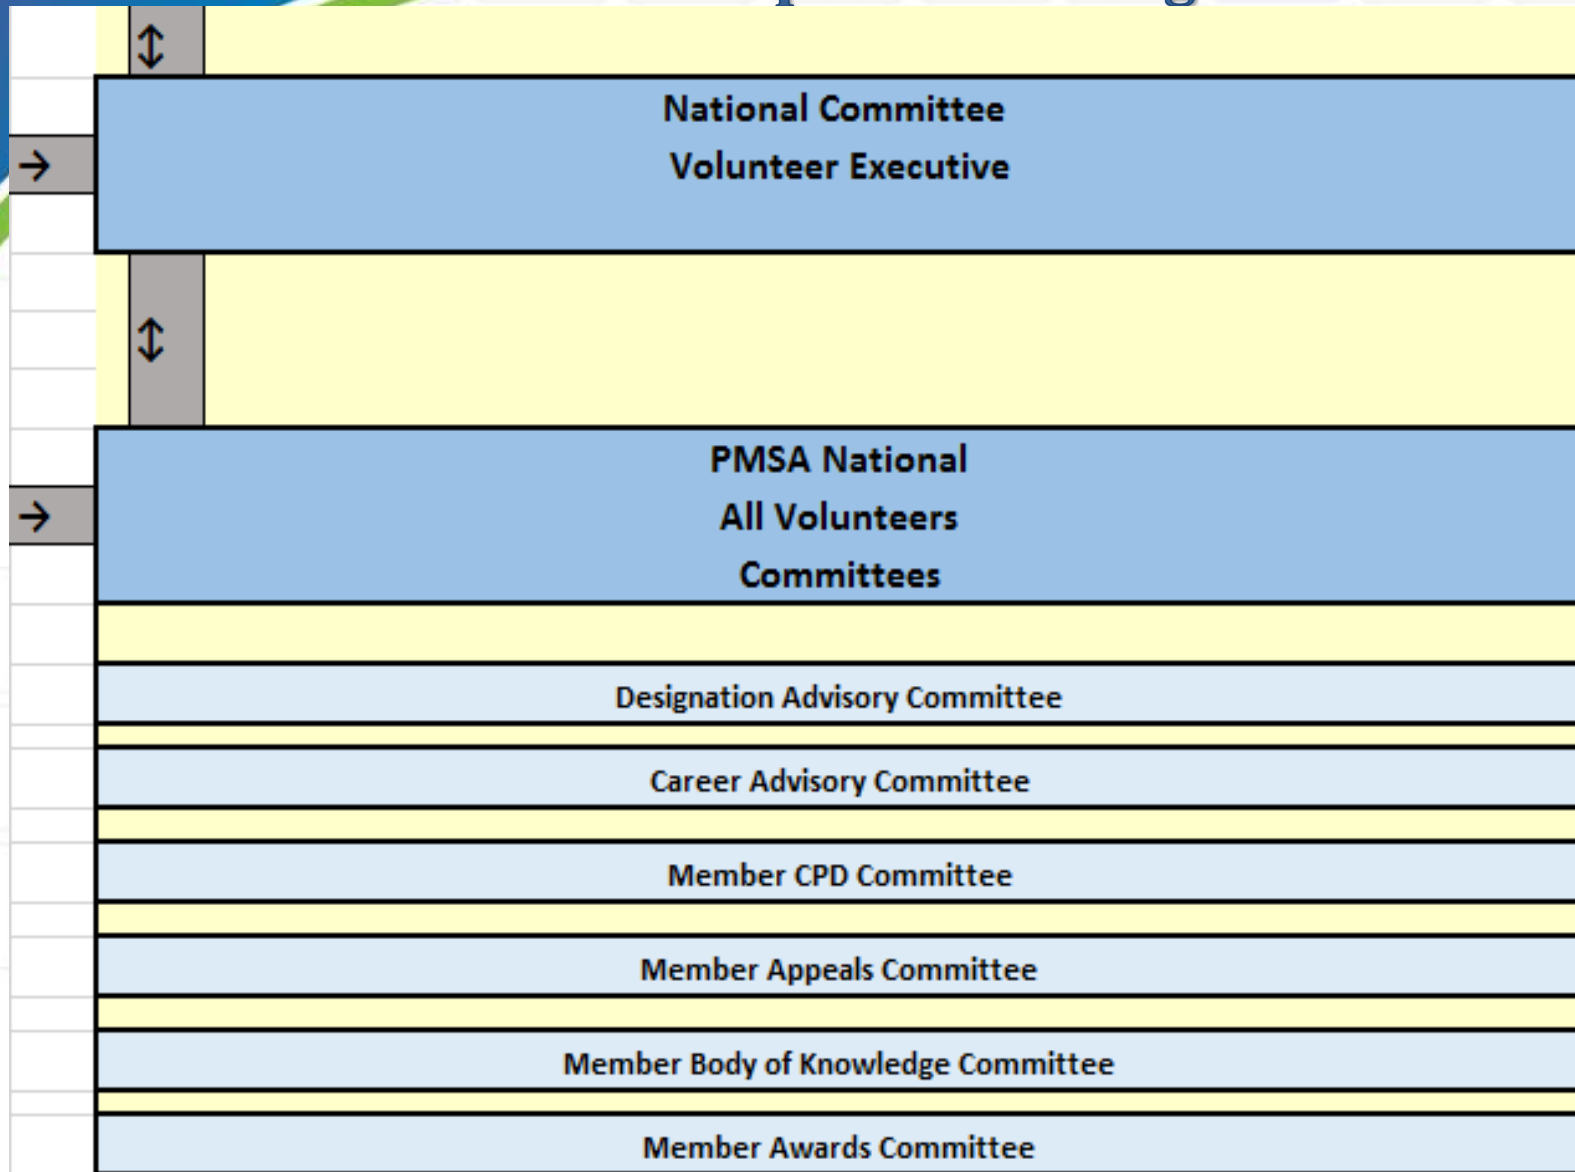 National Committee
Volunteer Executive
PMSA National
All Volunteers
Committees
Designation Advisory Committee
Career Advisory Committee
Member CPD Committee
Member Appeals Committee
Member Body of Knowledge Committee
Member Awards Committee